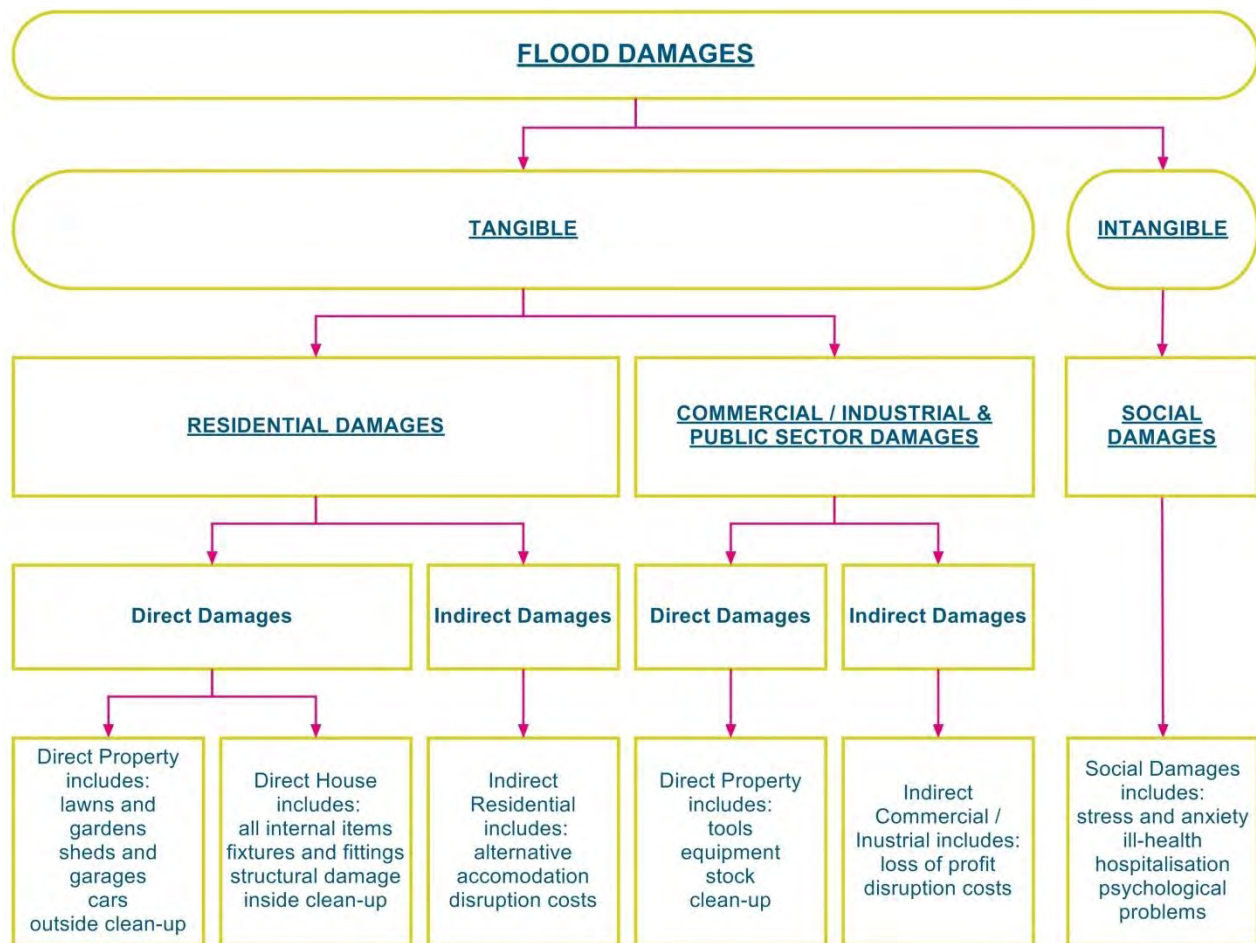 FLOOD DAMAGES
TANGIBLE
INTANGIBLE
RESIDENTIAL DAMAGES
COMMERCIAL / INDUSTRIAL &
PUBLIC SECTOR DAMAGES
SOCIAL
DAMAGES
Direct Damages
Indirect Damages
Direct Damages
Indirect Damages
Direct Property
includes:
lawns and
gardens
sheds and
garages
cars
outside clean-up
Direct House
includes:
all internal items
fixtures and fittings
structural damage
inside clean-up
Indirect
Residential
includes:
alternative
accomodation
disruption costs
Direct Property
includes:
tools
equipment
stock
clean-up
Indirect
Commercial /
Inustrial includes:
loss of profit
disruption costs
Social Damages
includes:
stress and anxiety
ill-health
hospitalisation
psychological
problems